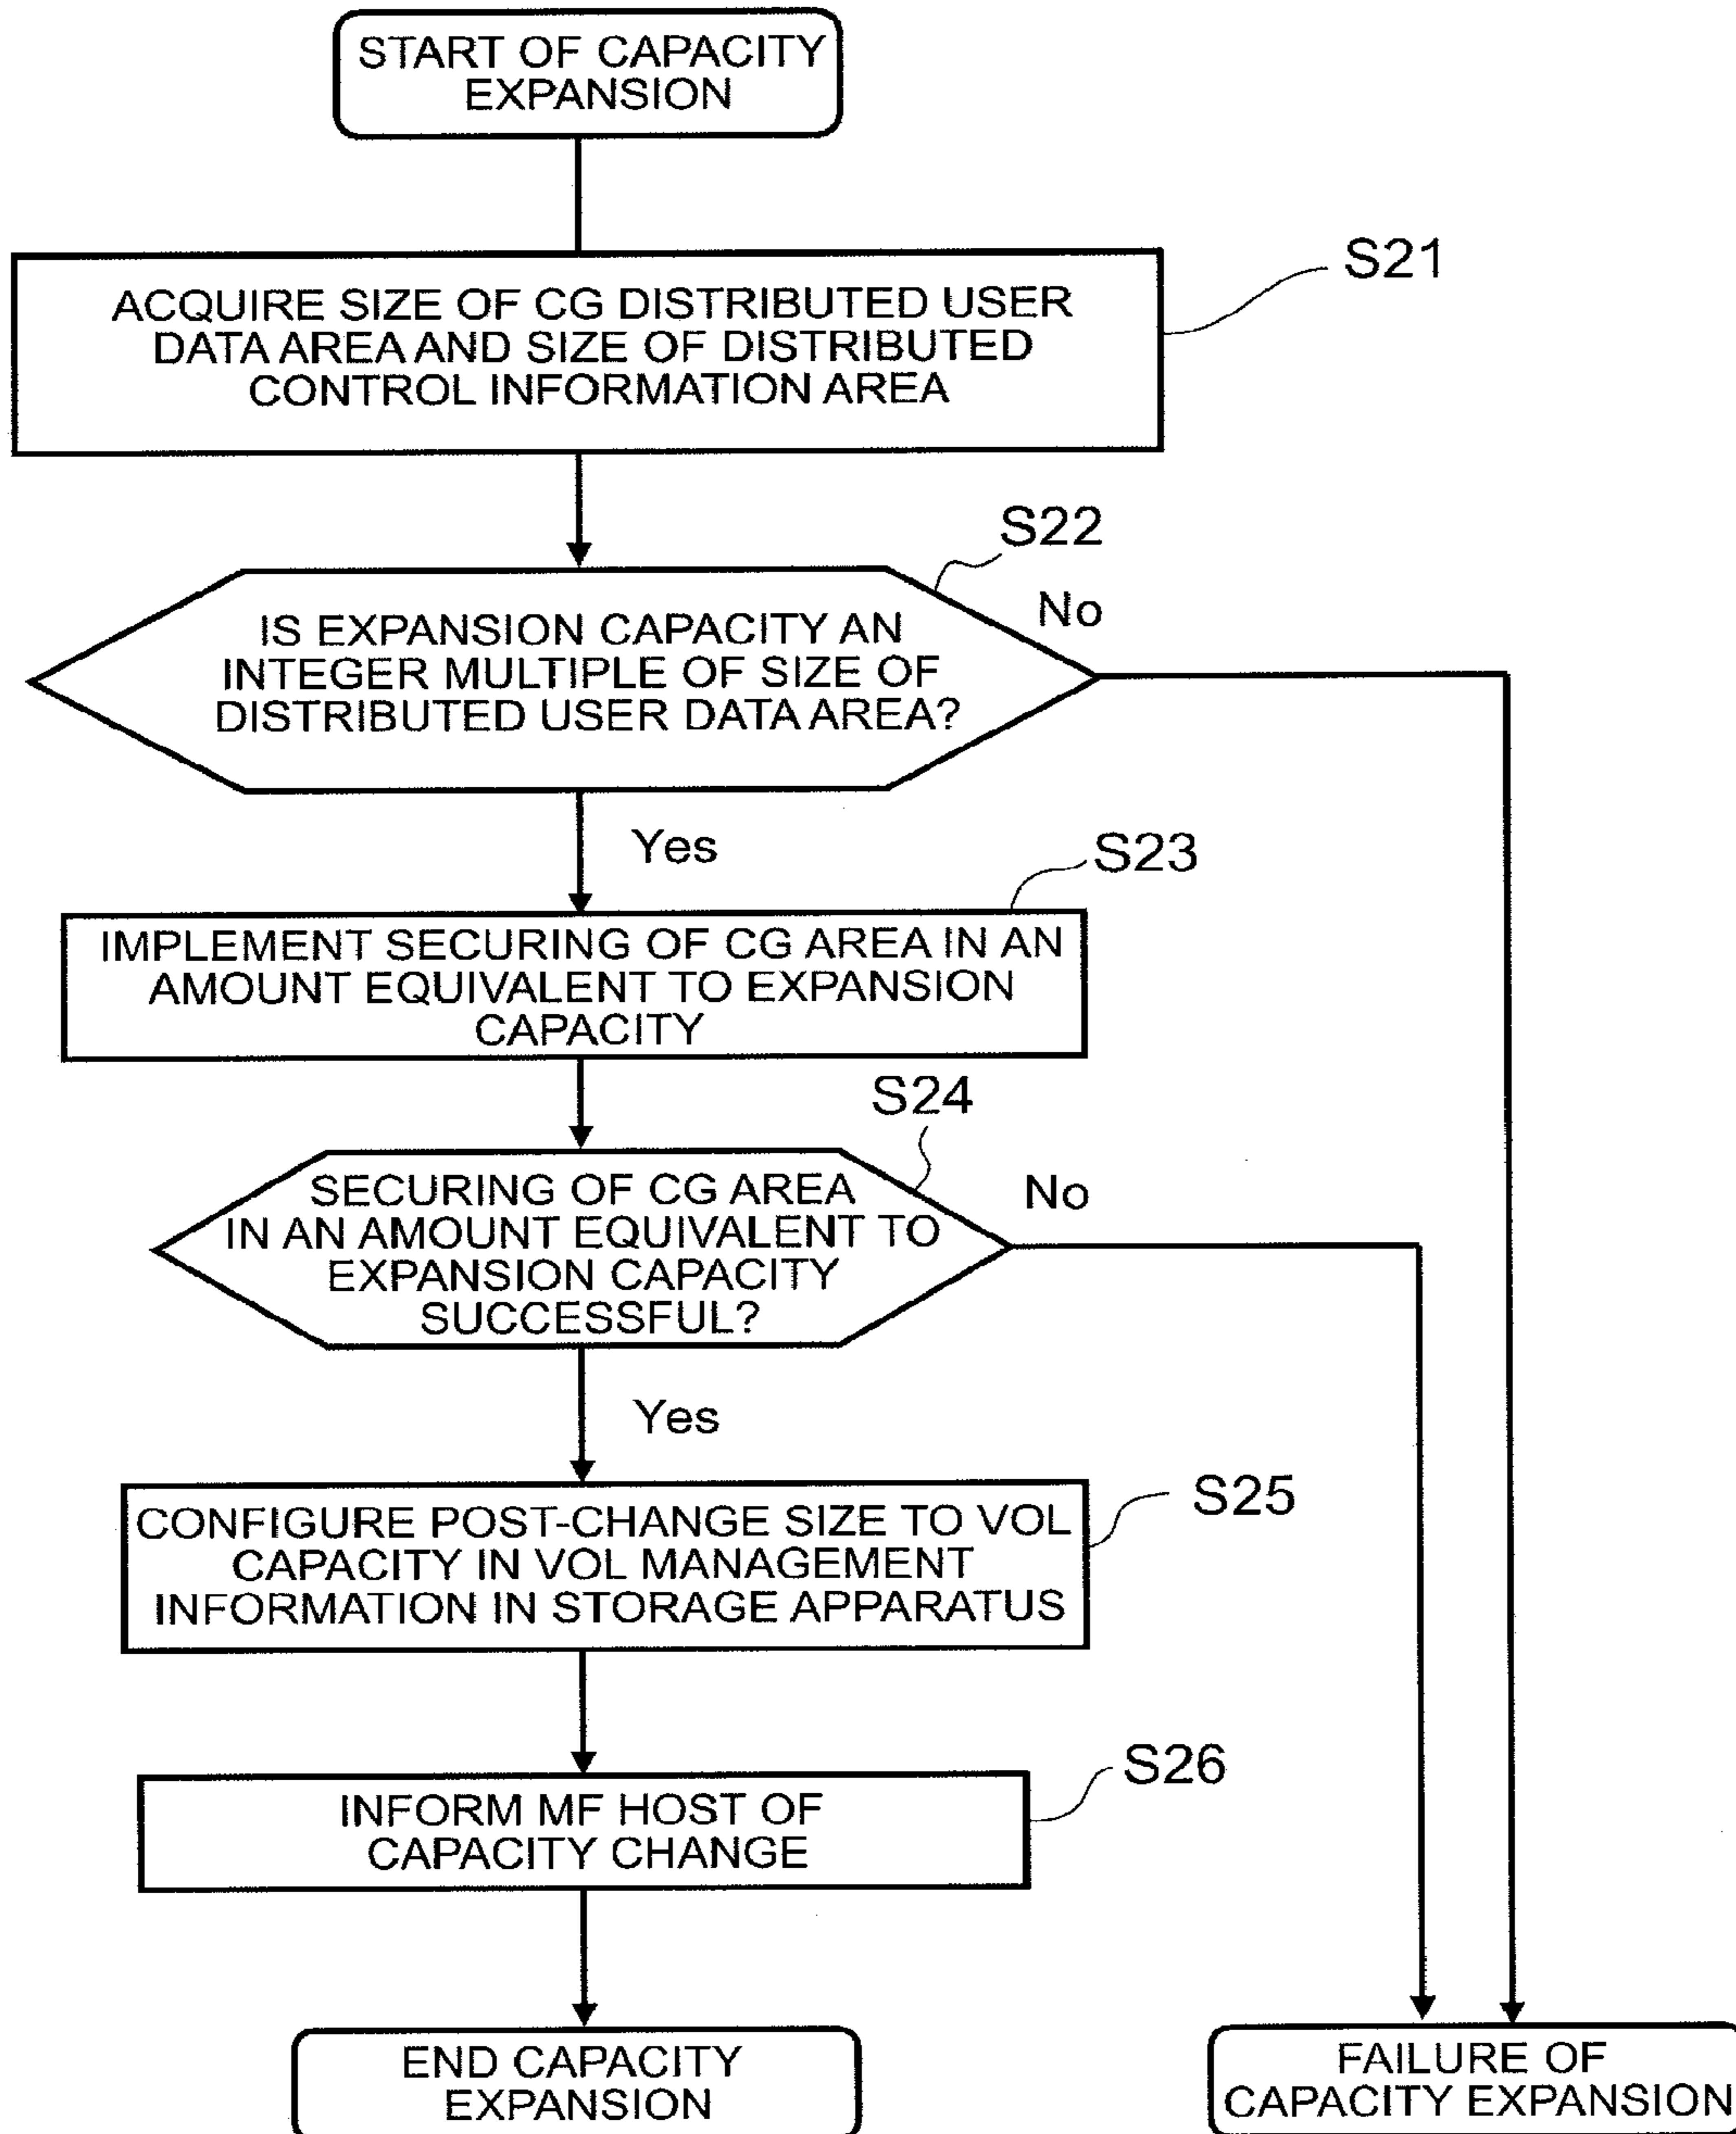 START OF CAPACITY
EXPANSION
S21
ACQUIRE SIZE OF CG DISTRIBUTED USER
DATA AREA AND SIZE OF DISTRIBUTED
CONTROL INFORMATION AREA
S22
No
IS EXPANSION CAPACITY AN
INTEGER MULTIPLE OF SIZE OF
DISTRIBUTED USER DATA AREA?
Yes
S23
IMPLEMENT SECURING OF CG AREA IN AN
AMOUNT EQUIVALENT TO EXPANSION
CAPACITY
S24
No
SECURING OF CG AREA
IN AN AMOUNT EQUIVALENT TO
EXPANSION CAPACITY
SUCCESSFUL?
Yes
S25
CONFIGURE POST-CHANGE SIZE TO VOL
CAPACITY IN VOL MANAGEMENT
INFORMATION IN STORAGE APPARATUS
S26
INFORM MF HOST OF
CAPACITY CHANGE
END CAPACITY
EXPANSION
FAILURE OF
CAPACITY EXPANSION